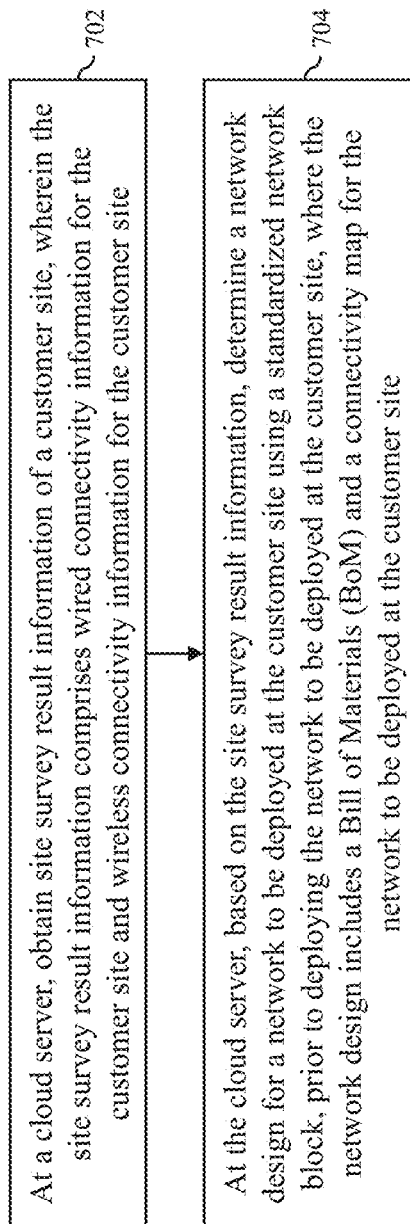 702
At a cloud server, obtain site survey result information of a customer site, wherein the
site survey result information comprises wired connectivity information for the
customer site and wireless connectivity information for the customer site
704
At the cloud server, based on the site survey result information, determine a network
design for a network to be deployed at the customer site using a standardized network
block, prior to deploying the network to be deployed at the customer site, where the
network design includes a Bill of Materials (BoM) and a connectivity map for the
network to be deployed at the customer site